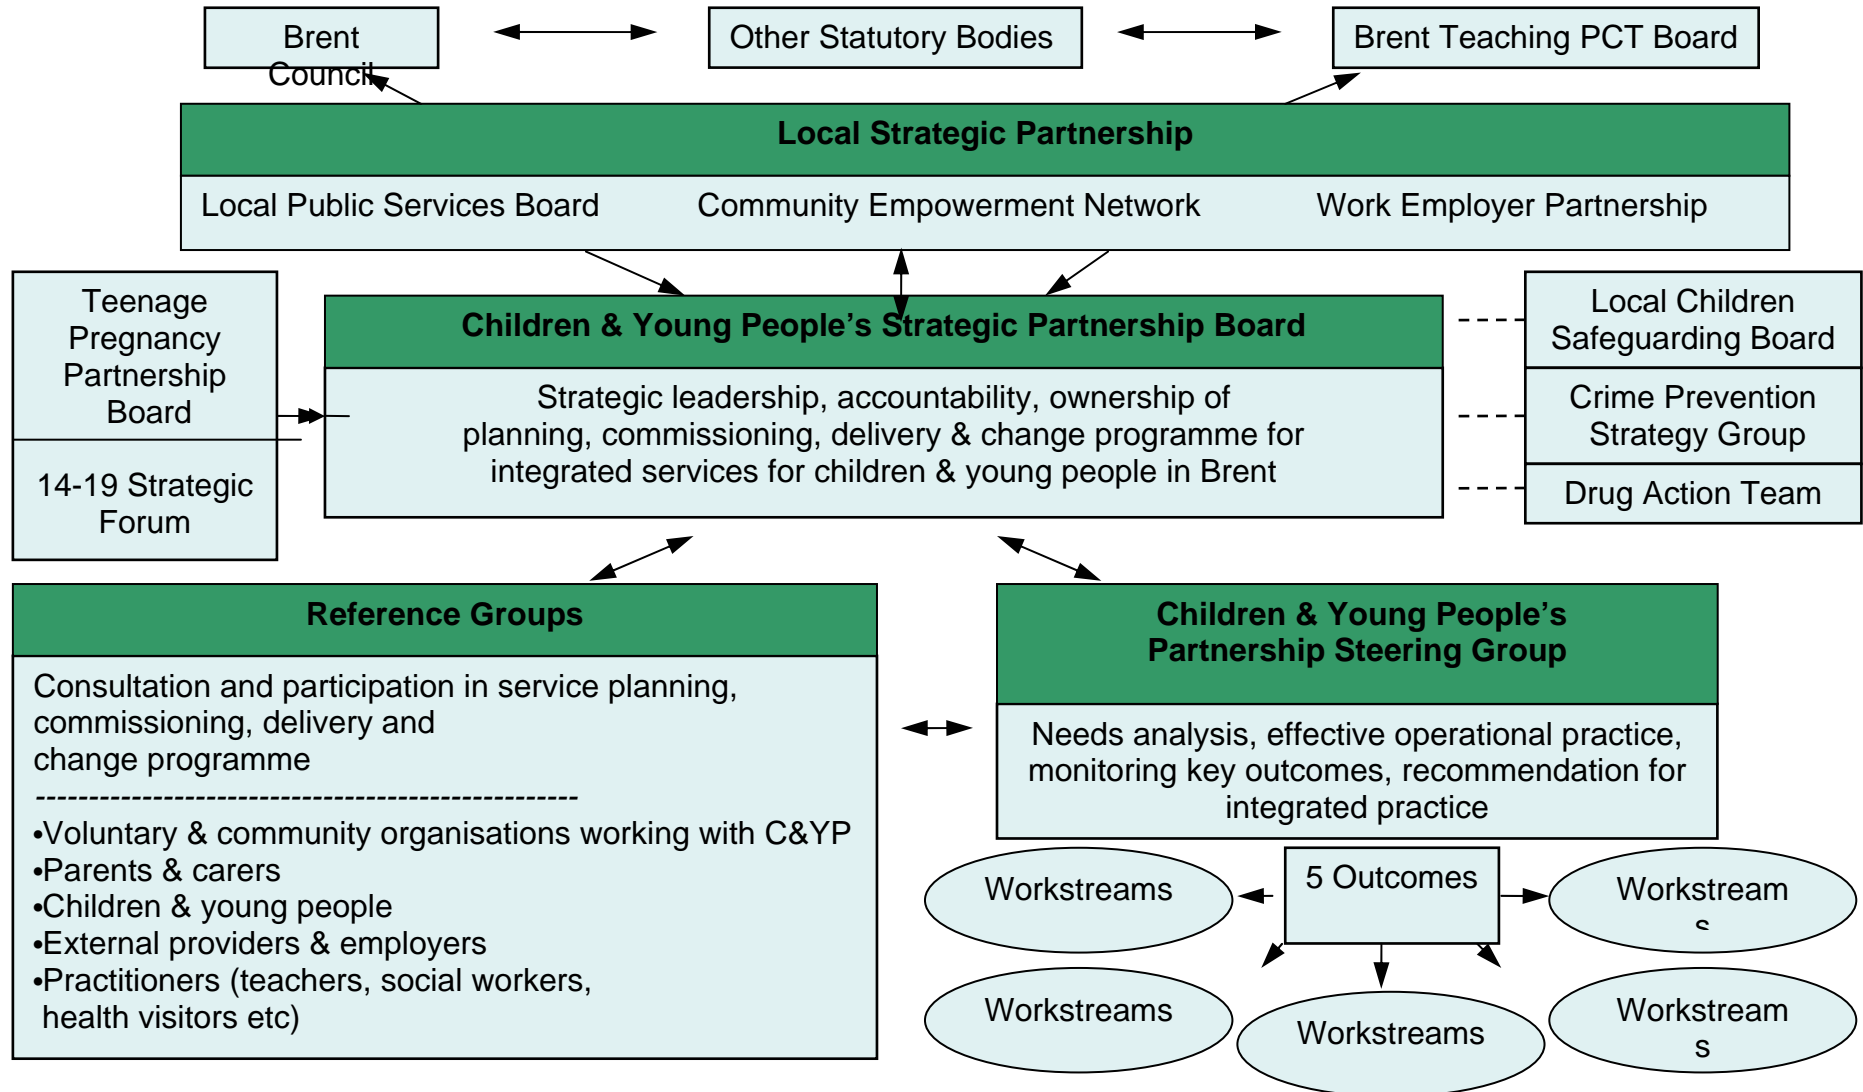 Brent
Council
Other Statutory Bodies
Brent Teaching PCT Board
Local Strategic Partnership
Local Public Services Board
Community Empowerment Network
Work Employer Partnership
Teenage
Pregnancy
Partnership
Board
14-19 Strategic
Forum
Children & Young People’s Strategic Partnership Board
Strategic leadership, accountability, ownership of
planning, commissioning, delivery & change programme for
integrated services for children & young people in Brent
Local Children
Safeguarding Board
Crime Prevention
Strategy Group
Drug Action Team
Reference Groups
Consultation and participation in service planning,
commissioning, delivery and
change programme
---------------------------------------------------
•Voluntary & community organisations working with C&YP
•Parents & carers
•Children & young people
•External providers & employers
•Practitioners (teachers, social workers,
health visitors etc)
Children & Young People’s
Partnership Steering Group
Needs analysis, effective operational practice,
monitoring key outcomes, recommendation for
integrated practice
Workstreams
5 Outcomes
Workstream
s
Workstreams
Workstreams
Workstream
s